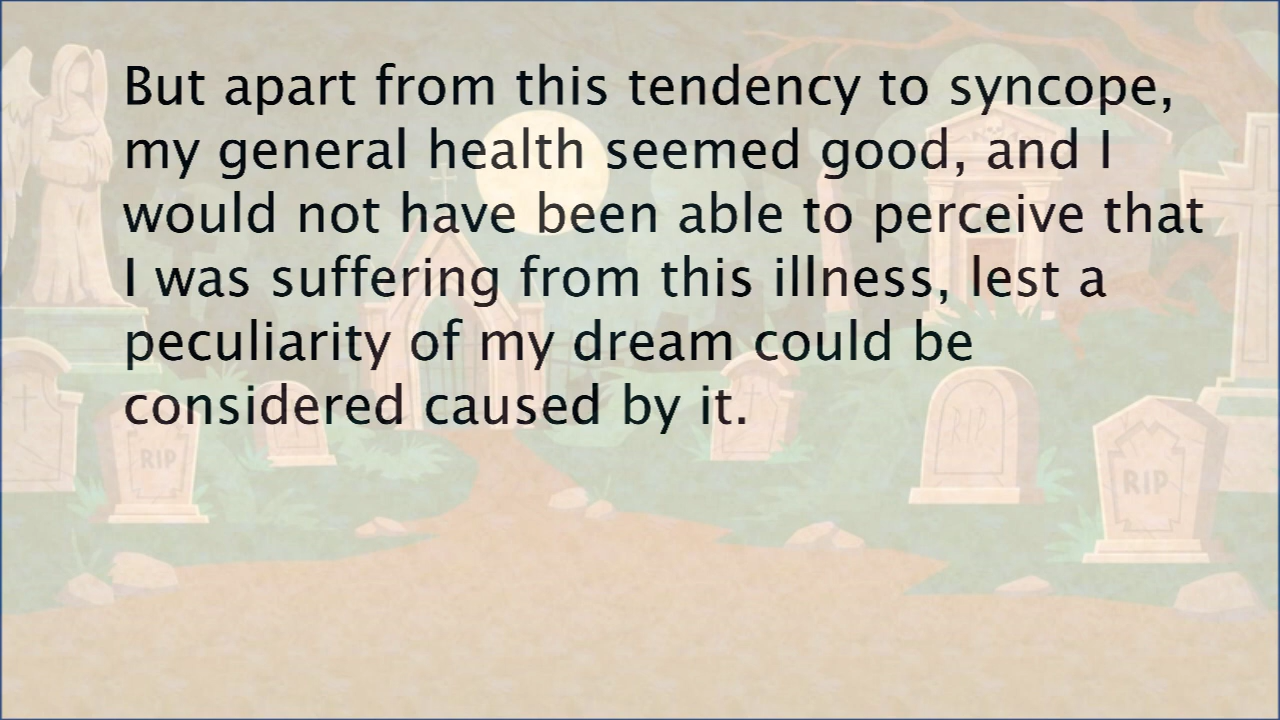 But apart from this tendency to syncope,
my general health seemed good, and I
would not have been able to perceive that
I was suffering from this illness, lest a
peculiarity of my dream could be
considered caused by it.
RIP
RIP
RIP